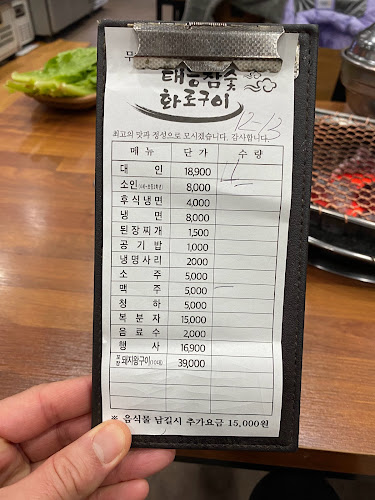 무
태능참숯
화로구이
12-13
최고의 맛과 정성으로 모시겠습니다. 감사합니다.
메 뉴 단 가 수 량
대 인 18,900
소인 8,000
후식냉면 4,000
냉 면 8,000
된장찌개 1,500
공 기 밥 1,000
냉면사리 2000
소 주 5,000
맥 주 5,000
청 하 5,000
복 분 자 15,000
음 료 수 2,000
행 사 16,900
포장 돼지왕구이 39,000
※ 음식물 남길시 추가요금 15,000원